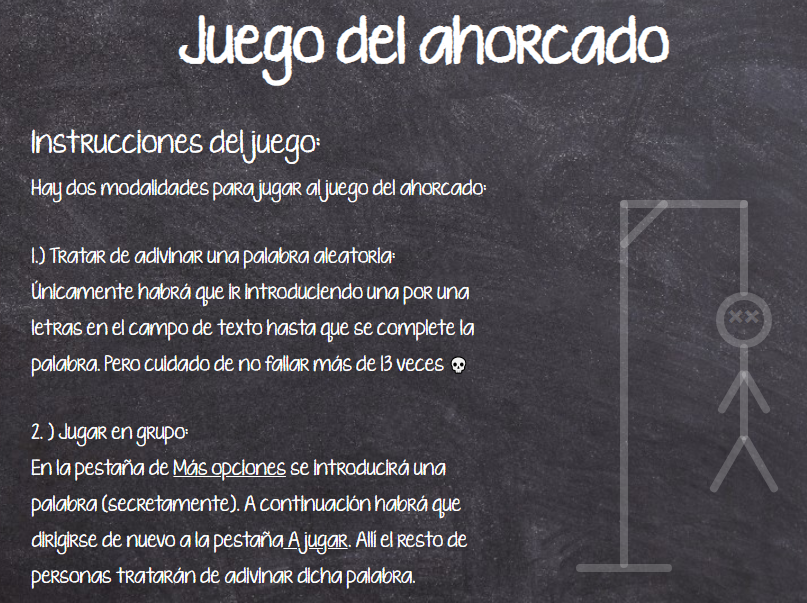 Juego del ahorcado
Instrucciones del juego:
Hay dos modalidades para jugar al juego del ahorcado:
1.) Tratar de adivinar una palabra aleatoria:
Únicamente habrá que ir introduciendo una por una
letras en el campo de texto hasta que se complete la
palabra. Pero cuidado de no fallar más de 13 veces 💀
2. ) Jugar en grupo:
En la pestaña de Más opciones se introducirá una
palabra (secretamente). A continuación habrá que
dirigirse de nuevo a la pestaña A jugar. Allí el resto de
personas tratarán de adivinar dicha palabra.